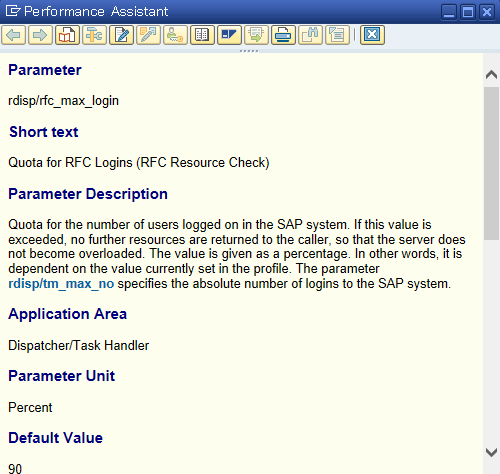 Performance Assistant
Parameter
rdisp/rfc_max_login
Short text
Quota for RFC Logins (RFC Resource Check)
Parameter Description
Quota for the number of users logged on in the SAP system. If this value is
exceeded, no further resources are returned to the caller, so that the server does
not become overloaded. The value is given as a percentage. In other words, it is
dependent on the value currently set in the profile. The parameter
rdisp/tm_max_no specifies the absolute number of logins to the SAP system.
Application Area
Dispatcher/Task Handler
Parameter Unit
Percent
Default Value
90